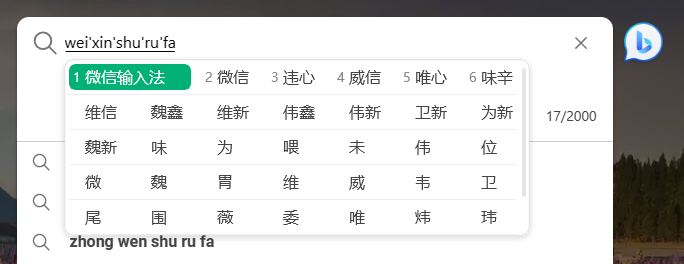 wei'xin'shu'ru'fa
1 微信输入法 2 微信 3 违心 4 威信 5 唯心 6 味辛
维信 魏鑫 维新 伟鑫 伟新 卫新 为新
17/2000
魏新 味 为 喂 未 伟 位
微 魏 胃 维 威 韦 卫
尾 围 薇 委 唯 炜 玮
zhong wen shu ru fa